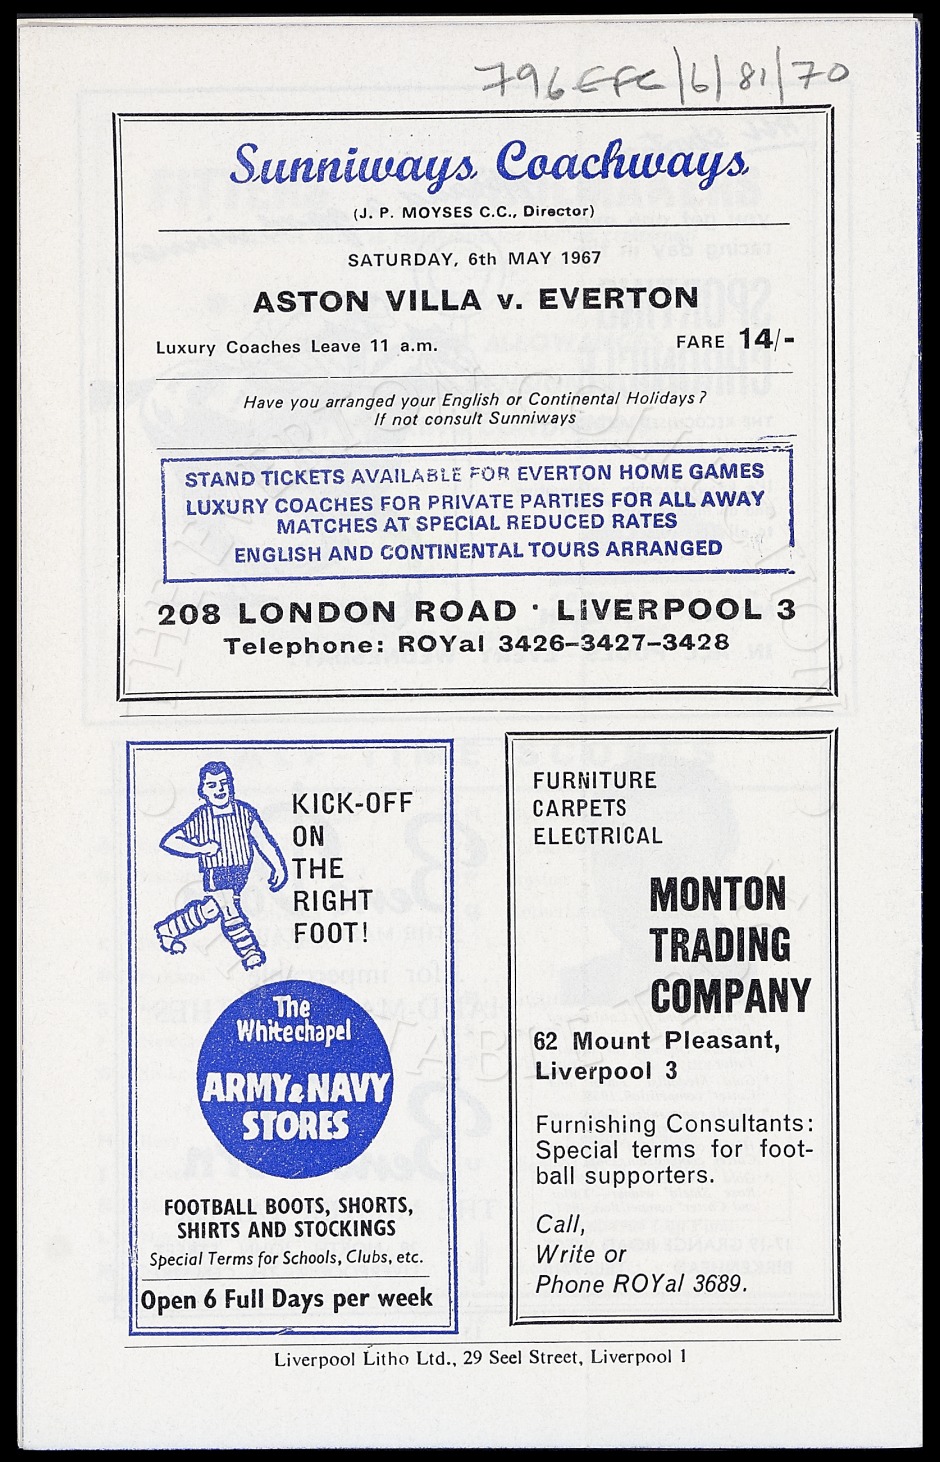 796EFC/6/81/70
Sunniways Coachways
(J. P. MOYSES C.C., Director)
SATURDAY, 6th MAY 1967
ASTON VILLA v. EVERTON
Luxury Coaches Leave 11 a.m. FARE 14/-
Have you arranged your English or Continental Holidays?
If not consult Sunniways
STAND TICKETS AVAILABLE FOR EVERTON HOME GAMES
LUXURY COACHES FOR PRIVATE PARTIES FOR ALL AWAY
MATCHES AT SPECIAL REDUCED RATES
ENGLISH AND CONTINENTAL TOURS ARRANGED
208 LONDON ROAD · LIVERPOOL 3
Telephone: ROYal 3426–3427–3428
KICK-OFF
ON
THE
RIGHT
FOOT!
The
Whitechapel
ARMY & NAVY
STORES
FOOTBALL BOOTS, SHORTS,
SHIRTS AND STOCKINGS
Special Terms for Schools, Clubs, etc.
Open 6 Full Days per week
FURNITURE
CARPETS
ELECTRICAL
MONTON
TRADING
COMPANY
62 Mount Pleasant,
Liverpool 3
Furnishing Consultants:
Special terms for foot-
ball supporters.
Call,
Write or
Phone ROYal 3689.
Liverpool Litho Ltd., 29 Seel Street, Liverpool 1